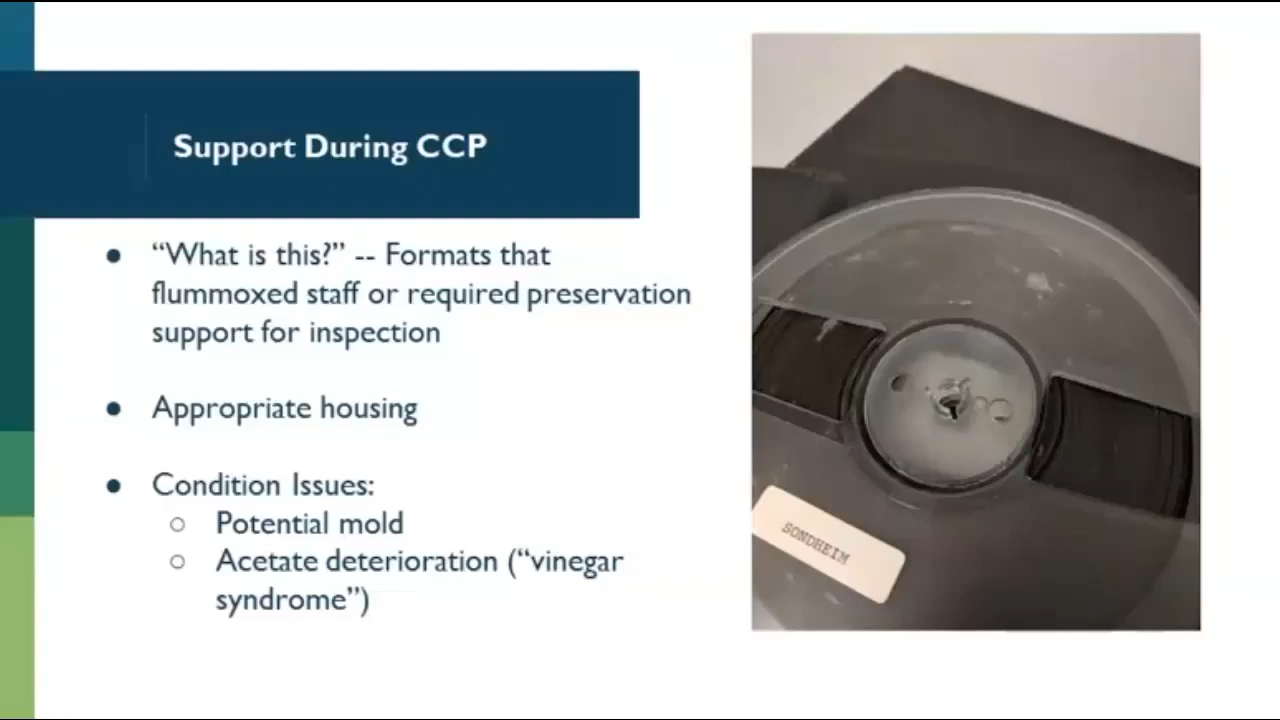 Support During CCP
● “What is this?” -- Formats that
flummoxed staff or required preservation
support for inspection
● Appropriate housing
● Condition Issues:
○ Potential mold
○ Acetate deterioration (“vinegar
syndrome”)
SONDHEIM